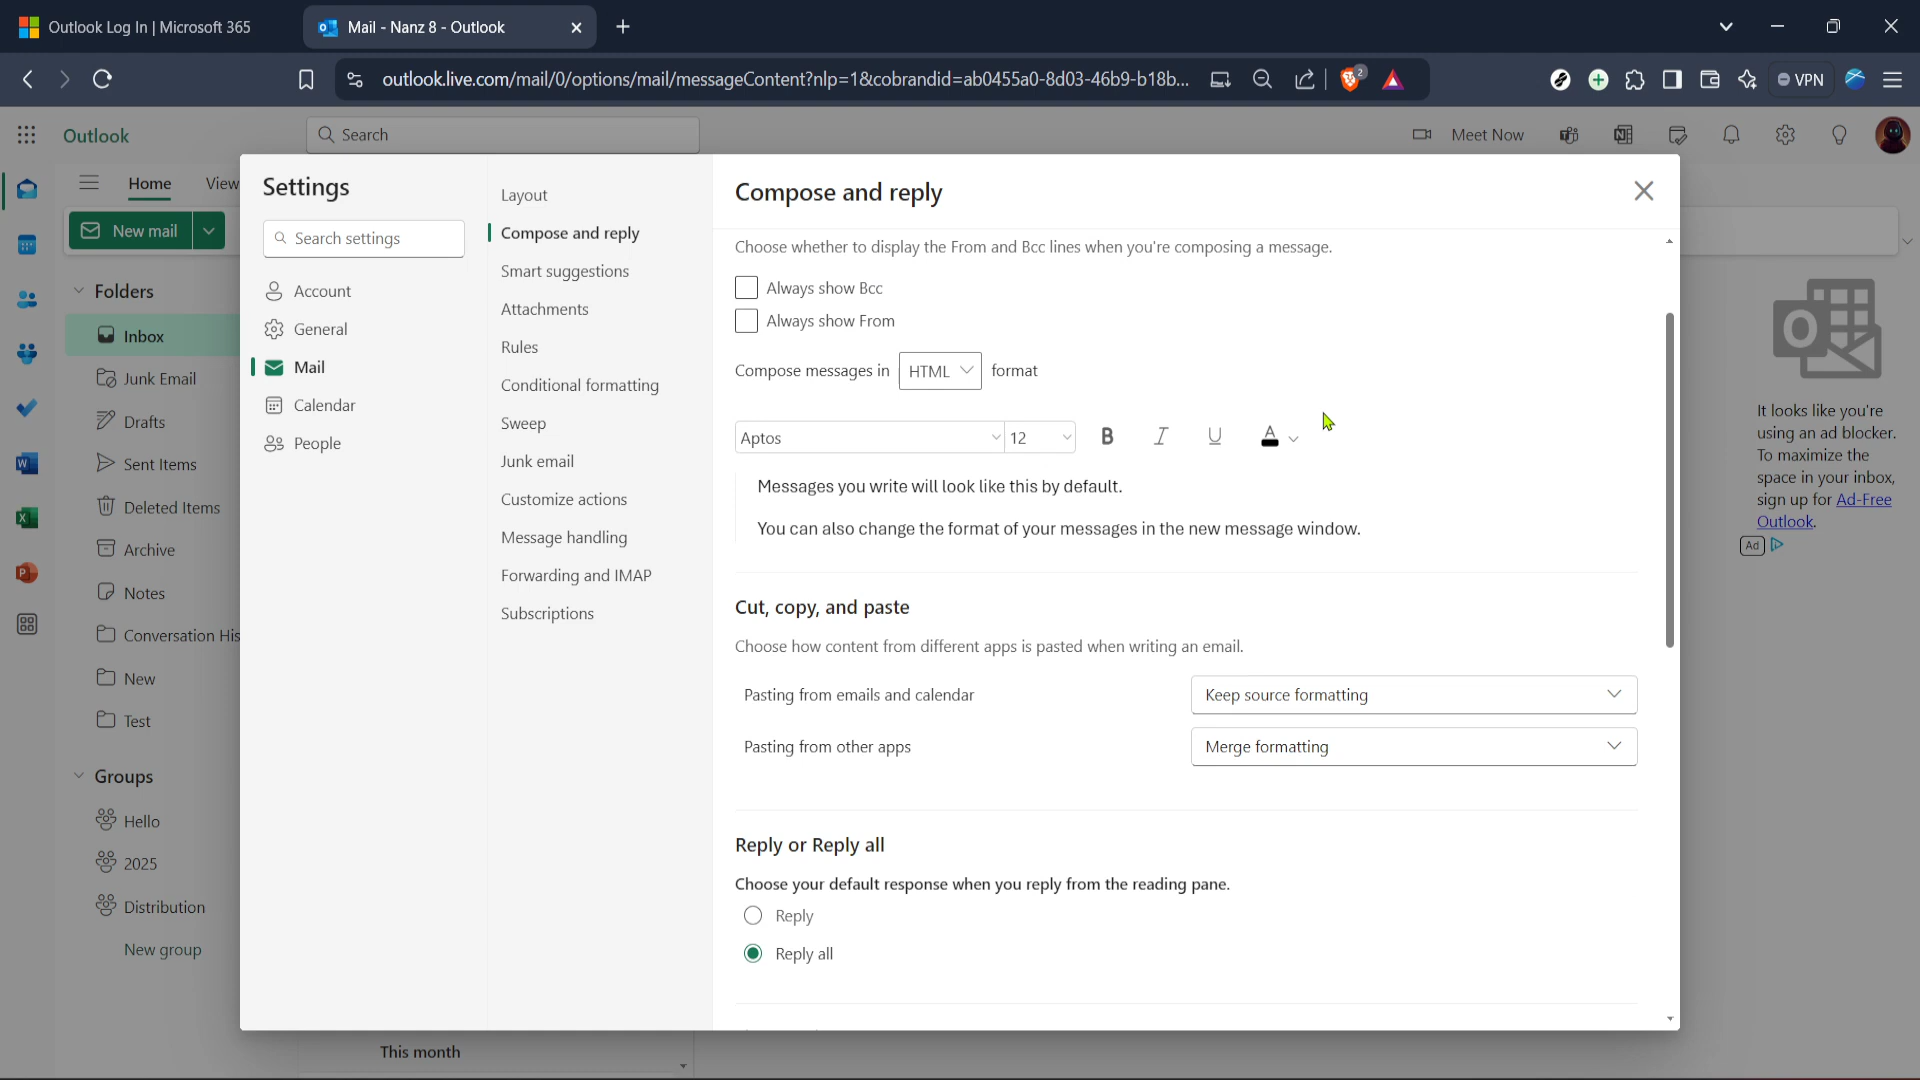 Outlook Log In | Microsoft 365
Mail - Nanz 8 - Outlook
outlook.live.com/mail/0/options/mail/messageContent?nlp=1&cobrandid=ab0455a0-8d03-46b9-b18b...
2
VPN
Outlook
Search
Meet Now
Home
View
New mail
Folders
Inbox
Junk Email
Drafts
Sent Items
Deleted Items
Archive
Notes
Conversation His
New
Test
Groups
Hello
2025
Distribution
New group
Settings
Search settings
Account
General
Mail
Calendar
People
Layout
Compose and reply
Smart suggestions
Attachments
Rules
Conditional formatting
Sweep
Junk email
Customize actions
Message handling
Forwarding and IMAP
Subscriptions
Compose and reply
Choose whether to display the From and Bcc lines when you're composing a message.
Always show Bcc
Always show From
Compose messages in HTML format
Aptos 12 B I U A
Messages you write will look like this by default.
You can also change the format of your messages in the new message window.
Cut, copy, and paste
Choose how content from different apps is pasted when writing an email.
Pasting from emails and calendar Keep source formatting
Pasting from other apps Merge formatting
Reply or Reply all
Choose your default response when you reply from the reading pane.
Reply
Reply all
This month
It looks like you're
using an ad blocker.
To maximize the
space in your inbox,
sign up for Ad-Free
Outlook.
Ad